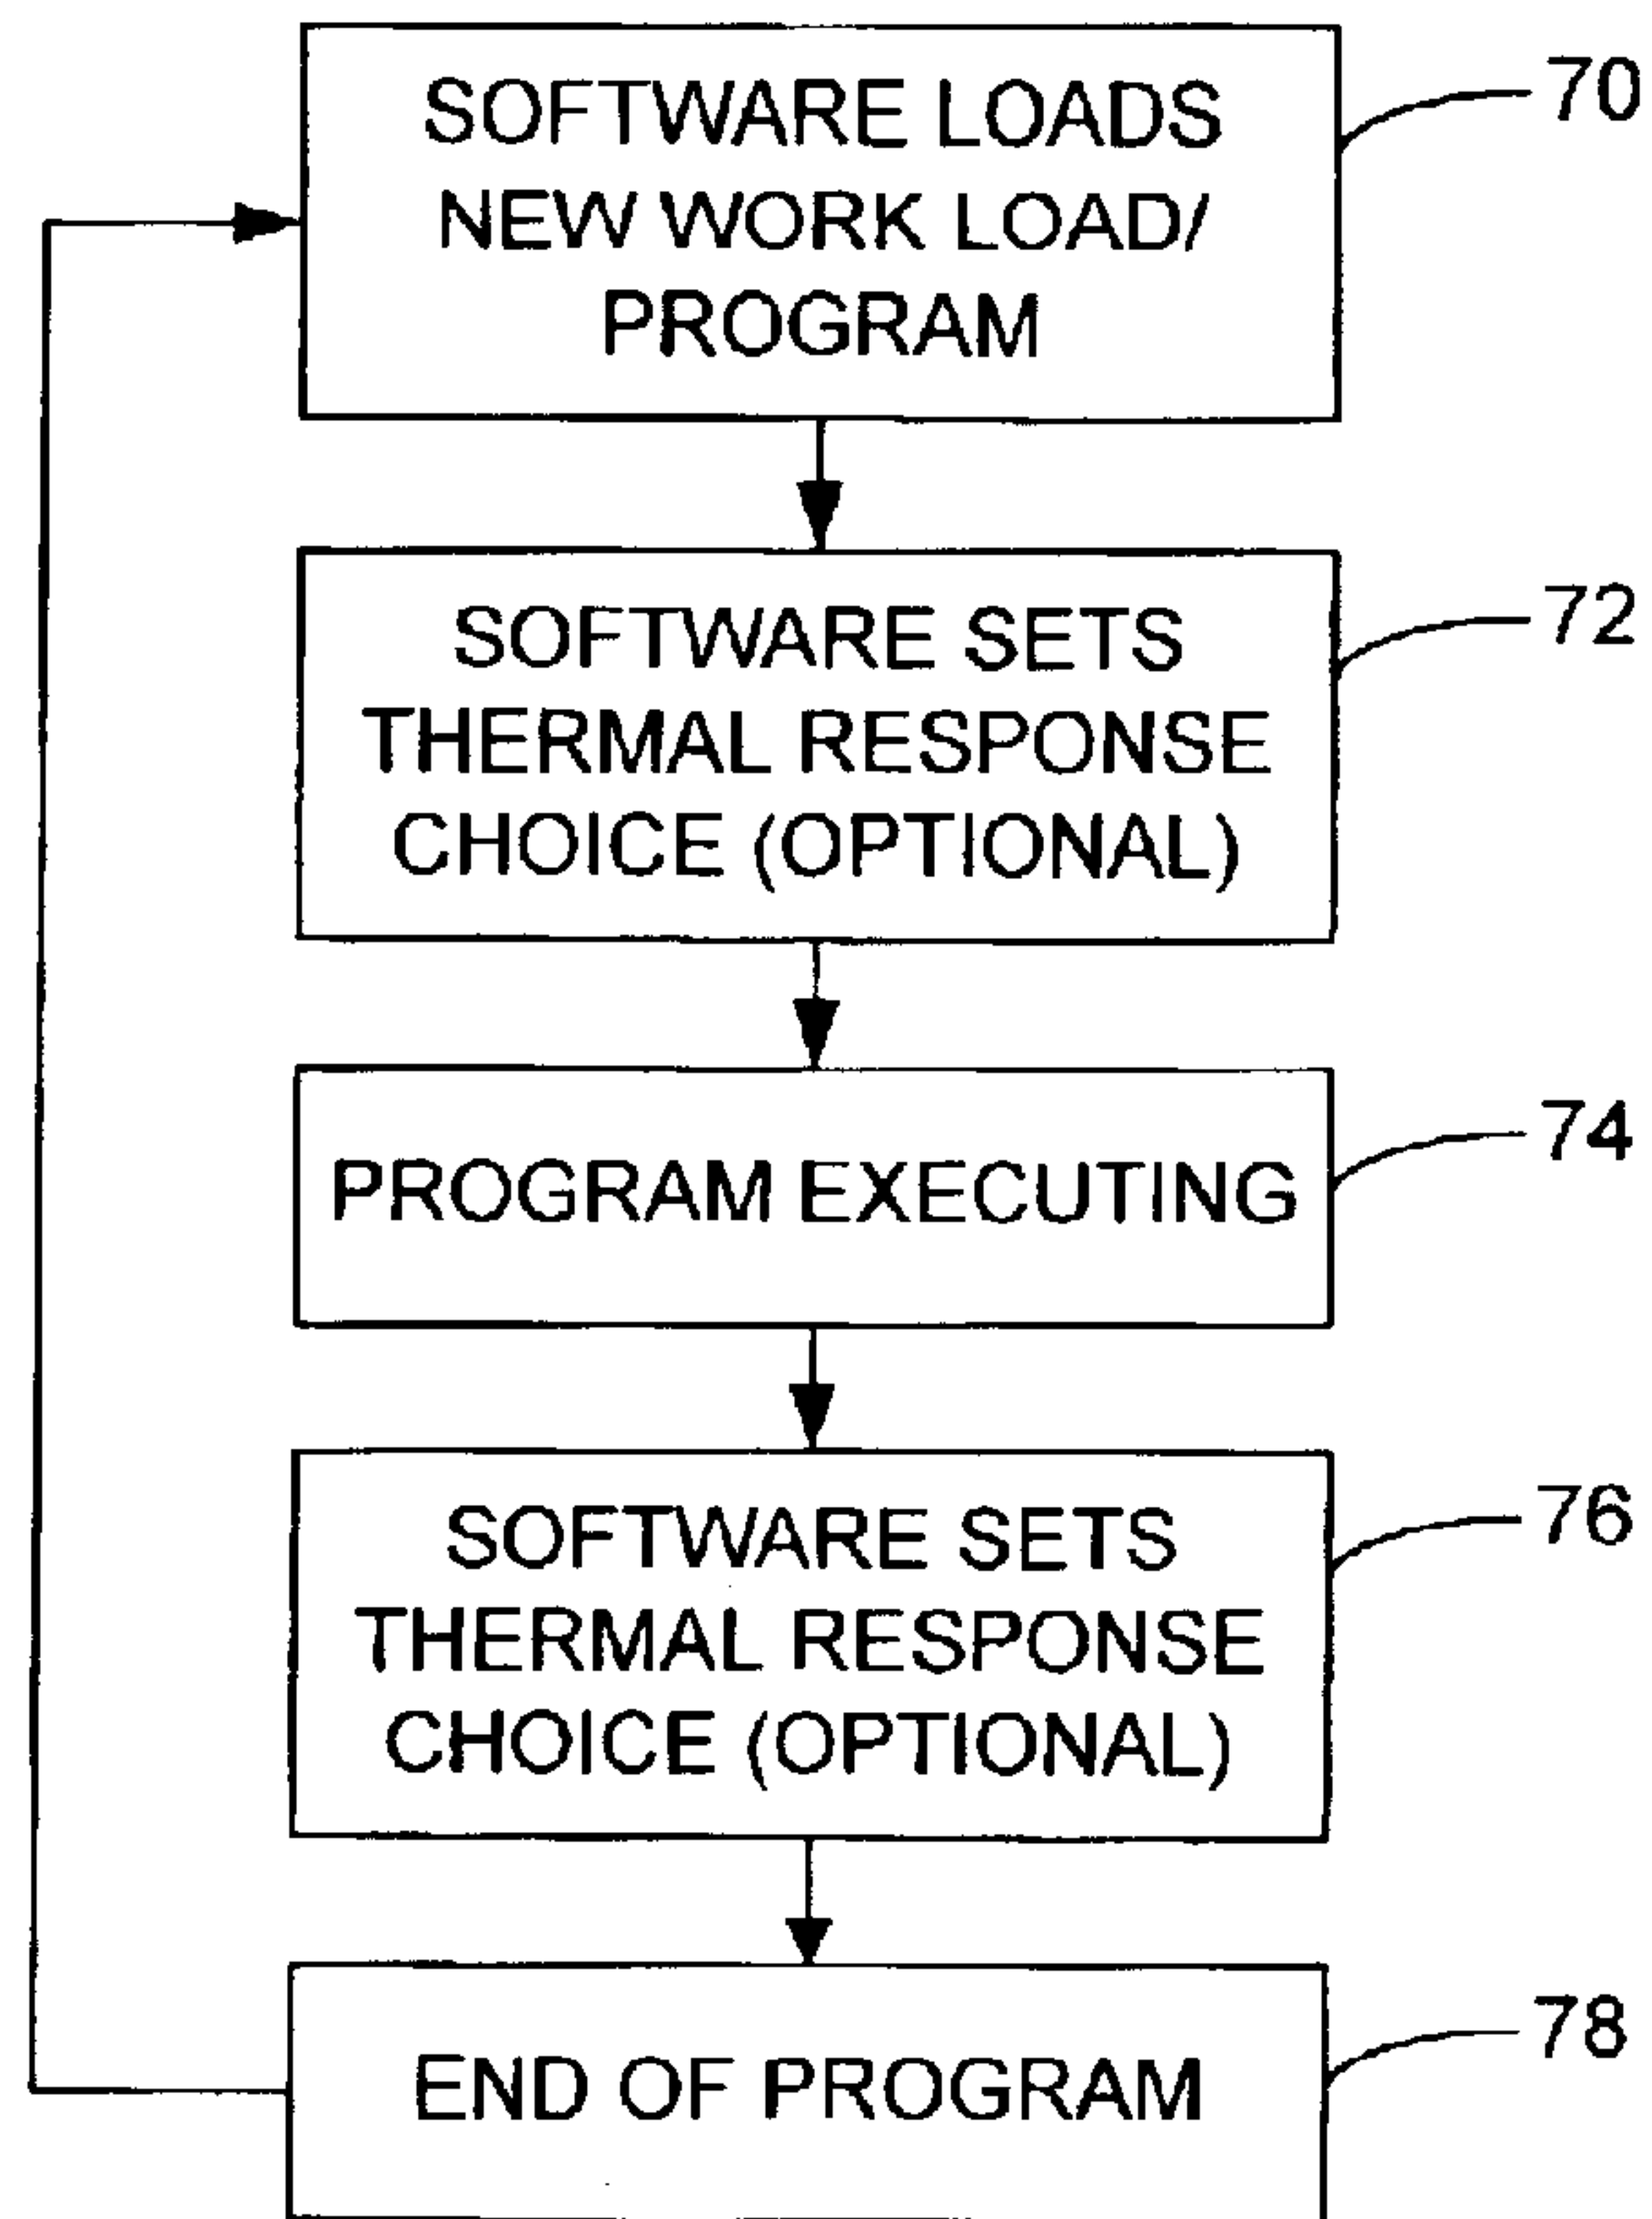 SOFTWARE LOADS
NEW WORK LOAD/
PROGRAM
70
SOFTWARE SETS
THERMAL RESPONSE
CHOICE (OPTIONAL)
72
PROGRAM EXECUTING
74
SOFTWARE SETS
THERMAL RESPONSE
CHOICE (OPTIONAL)
76
END OF PROGRAM
78